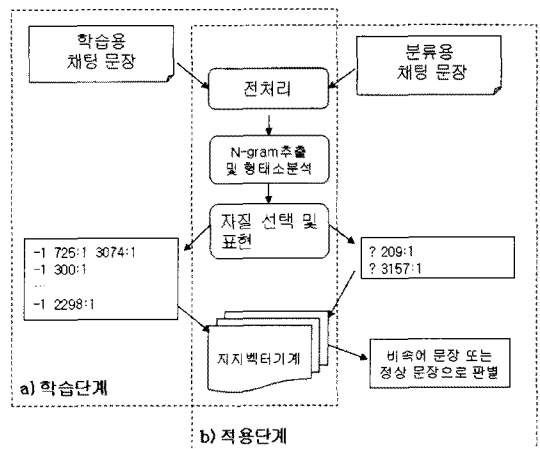 학습용
채팅 문장
분류용
채팅 문장
전처리
N-gram추출
및 형태소분석
자질 선택 및
표현
-1 725:1 3074:1
-1 300:1
...
-1 2298:1
? 209:1
? 3157:1
지지벡터기계
비속어 문장 또는
정상 문장으로 판별
a) 학습단계
b) 적용단계